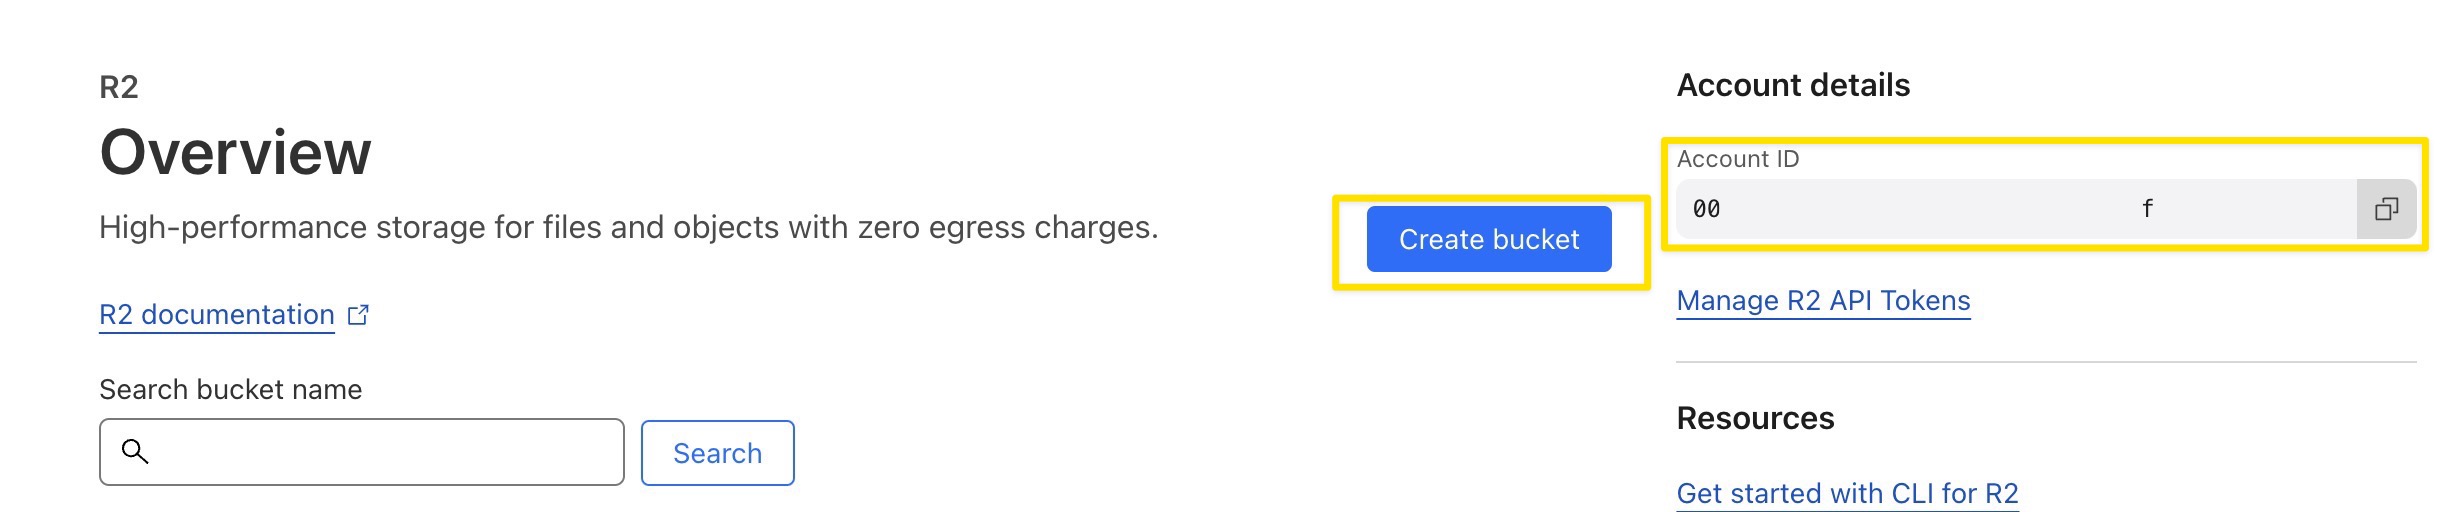 R2
Overview
High-performance storage for files and objects with zero egress charges.
R2 documentation
Search bucket name
Search
Create bucket
Account details
Account ID
00 f
Manage R2 API Tokens
Resources
Get started with CLI for R2